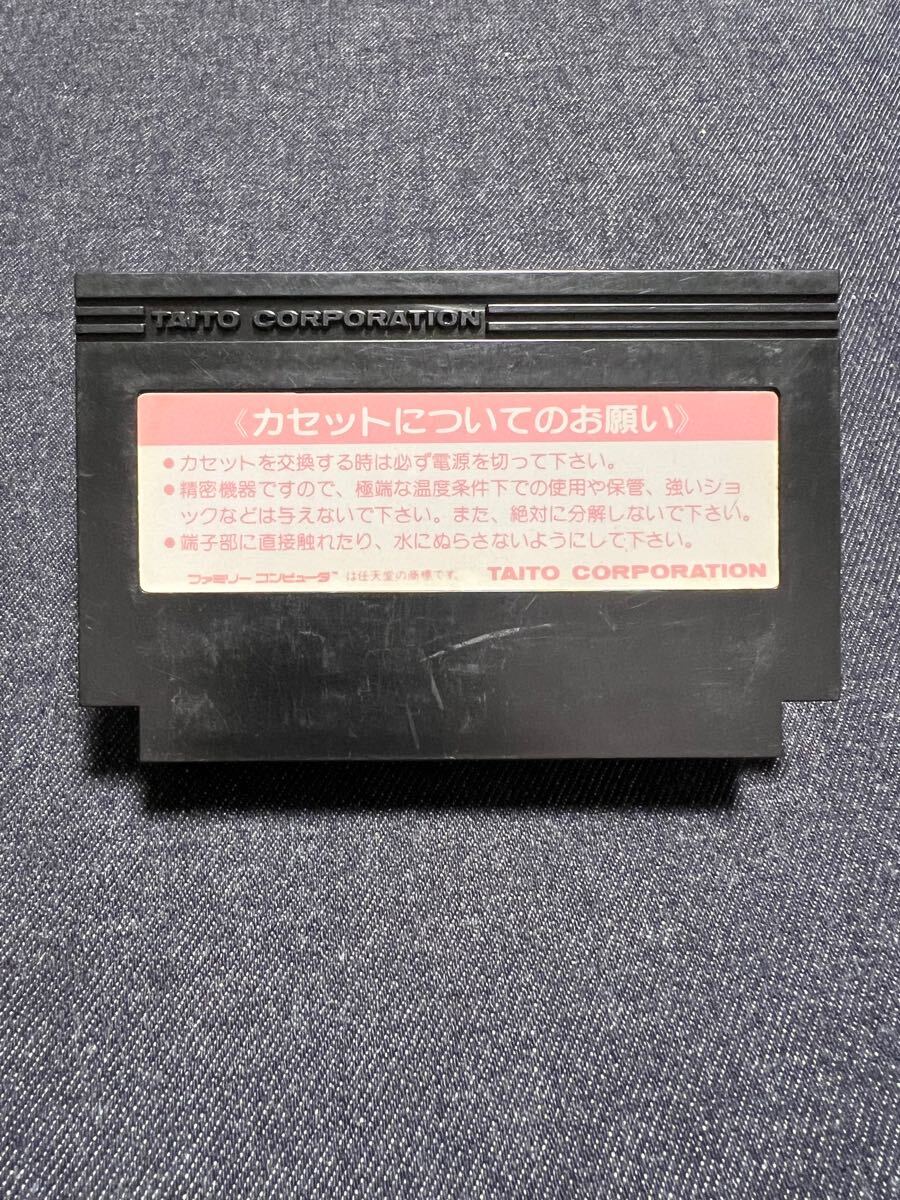 TAITO CORPORATION
《カセットについてのお願い》
●カセットを交換する時は必ず電源を切って下さい。
●精密機器ですので、極端な温度条件下での使用や保管、強いショ
ックなどは与えないで下さい。また、絶対に分解しないで下さい。
●端子部に直接触れたり、水にぬらさないようにして下さい。
ファミリーコンピュータ™は任天堂の商標です。 TAITO CORPORATION